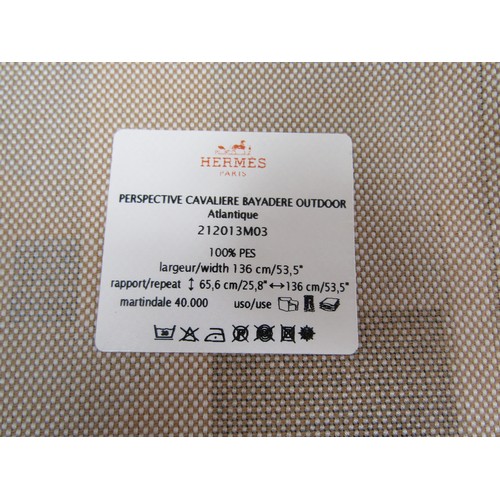 HERMÈS
PARIS
PERSPECTIVE CAVALIERE BAYADERE OUTDOOR
Atlantique
212013M03
100% PES
largeur/width 136 cm/53,5"
rapport/repeat ↕ 65,6 cm/25,8" ↔136 cm/53,5"
martindale 40.000 uso/use